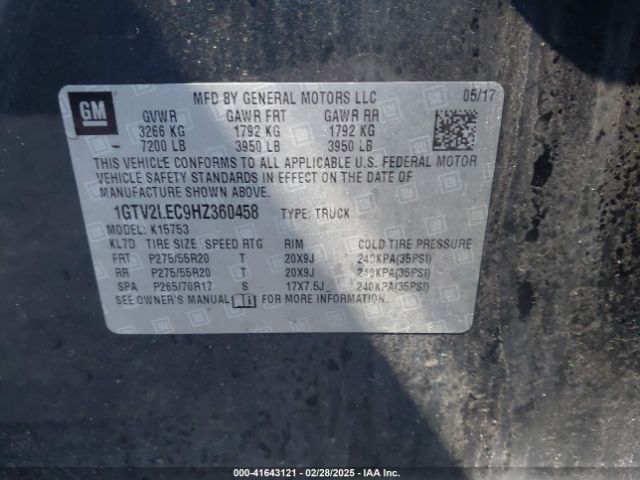 GM
MFD BY GENERAL MOTORS LLC 05/17
GVWR GAWR FRT GAWR RR
3266 KG 1792 KG 1792 KG
7200 LB 3950 LB 3950 LB
THIS VEHICLE CONFORMS TO ALL APPLICABLE U.S. FEDERAL MOTOR
VEHICLE SAFETY STANDARDS IN EFFECT ON THE DATE OF
MANUFACTURE SHOWN ABOVE.
1GTV2LEC9HZ360458 TYPE: TRUCK
MODEL: K15753
KL7D TIRE SIZE SPEED RTG RIM COLD TIRE PRESSURE
FRT P275/55R20 T 20X9J 240KPA(35PSI)
RR P275/55R20 T 20X9J 240KPA(35PSI)
SPA P265/70R17 S 17X7.5J 240KPA(35PSI)
SEE OWNER'S MANUAL FOR MORE INFORMATION.
000-41643121 | 02/28/2025 - IAA Inc.